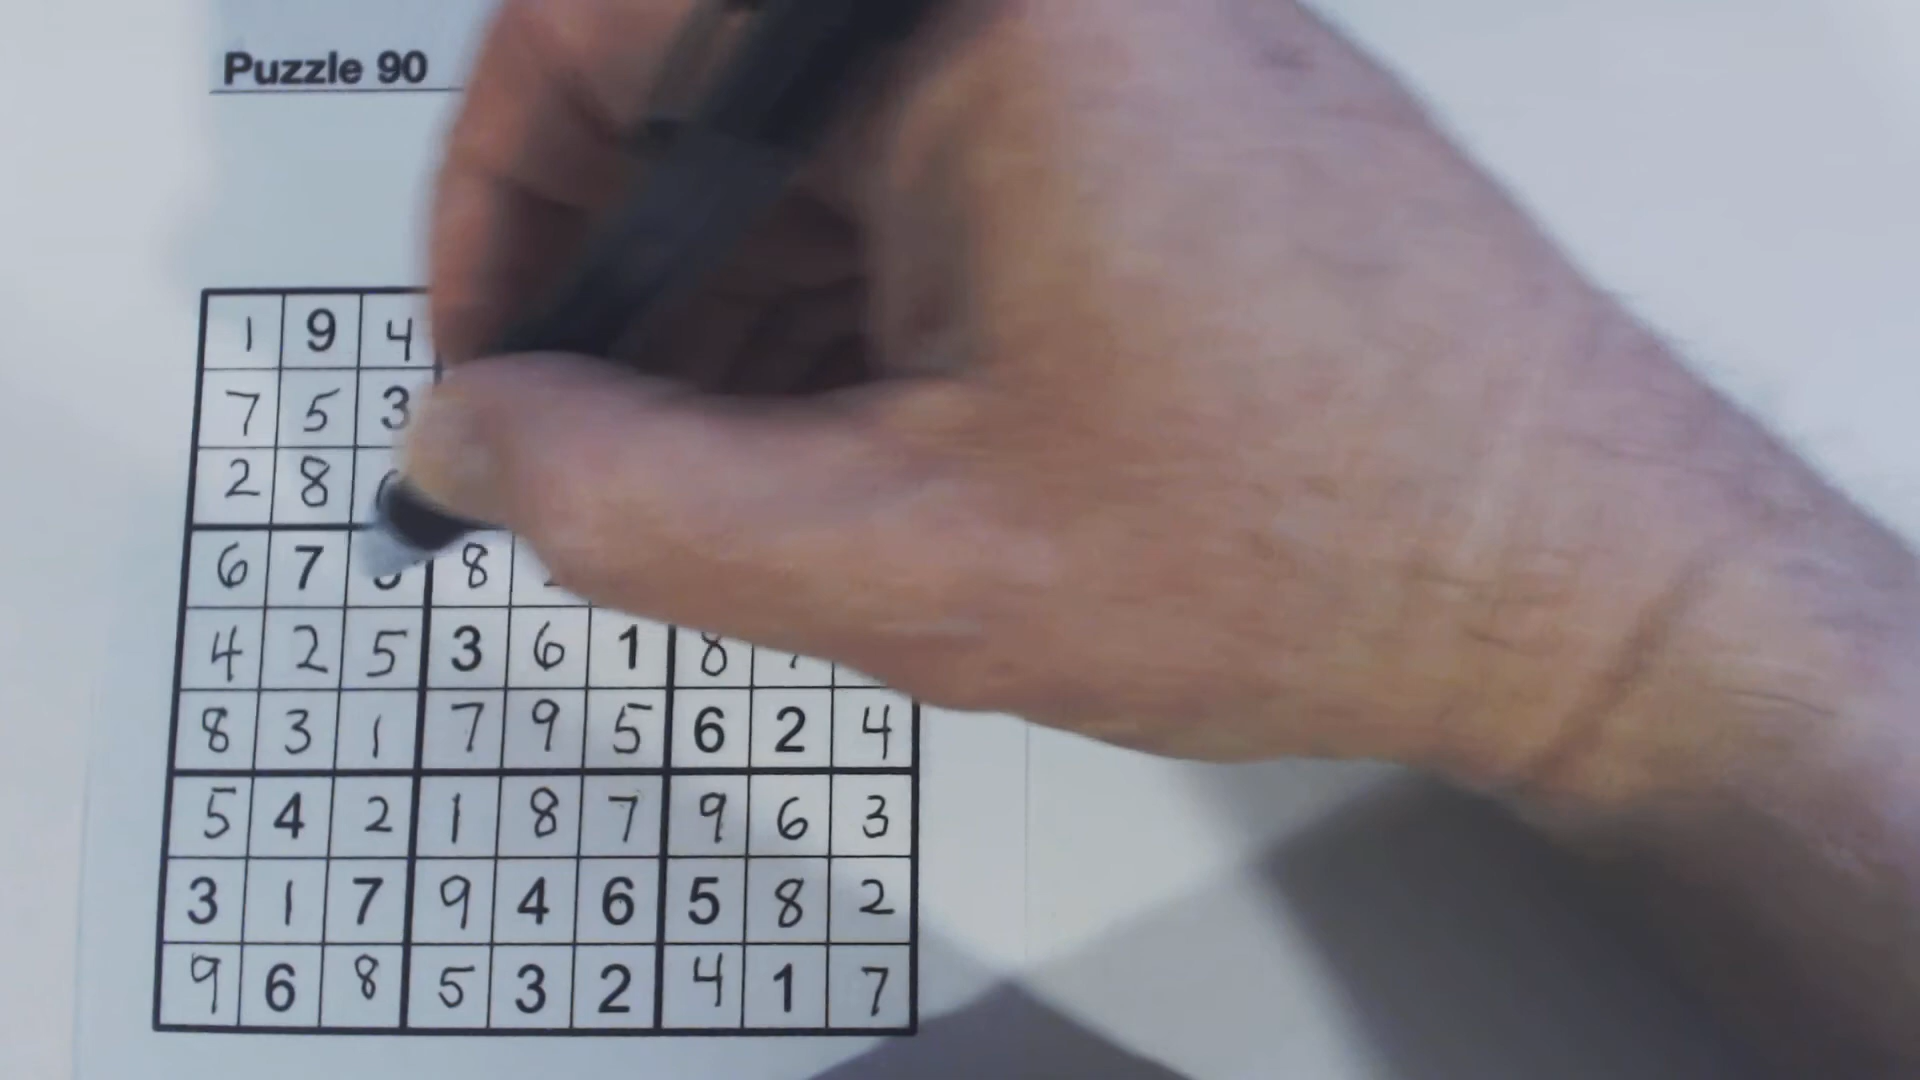 Puzzle 90
1 9 4
7 5 3
2 8
6 7 8
4 2 5 3 6 1 8
8 3 1 7 9 5 6 2 4
5 4 2 1 8 7 9 6 3
3 1 7 9 4 6 5 8 2
9 6 8 5 3 2 4 1 7